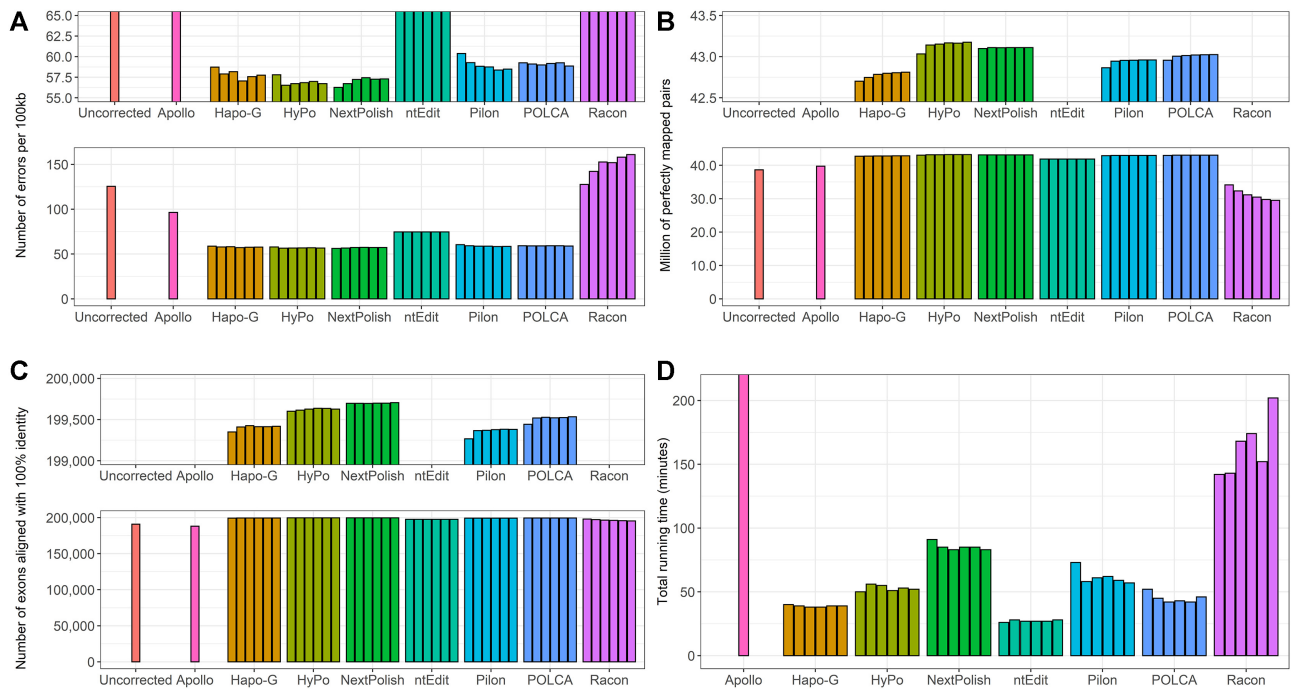 A
Number of errors per 100kb
65.0
62.5
60.0
57.5
55.0
Uncorrected Apollo Hapo-G HyPo NextPolish ntEdit Pilon POLCA Racon
150
100
50
0
Uncorrected Apollo Hapo-G HyPo NextPolish ntEdit Pilon POLCA Racon
B
Million of perfectly mapped pairs
43.5
43.0
42.5
Uncorrected Apollo Hapo-G HyPo NextPolish ntEdit Pilon POLCA Racon
40.0
30.0
20.0
10.0
0
Uncorrected Apollo Hapo-G HyPo NextPolish ntEdit Pilon POLCA Racon
C
Number of exons aligned with 100% identity
200,000
199,500
199,000
Uncorrected Apollo Hapo-G HyPo NextPolish ntEdit Pilon POLCA Racon
200,000
150,000
100,000
50,000
0
Uncorrected Apollo Hapo-G HyPo NextPolish ntEdit Pilon POLCA Racon
D
Total running time (minutes)
200
150
100
50
0
Apollo Hapo-G HyPo NextPolish ntEdit Pilon POLCA Racon